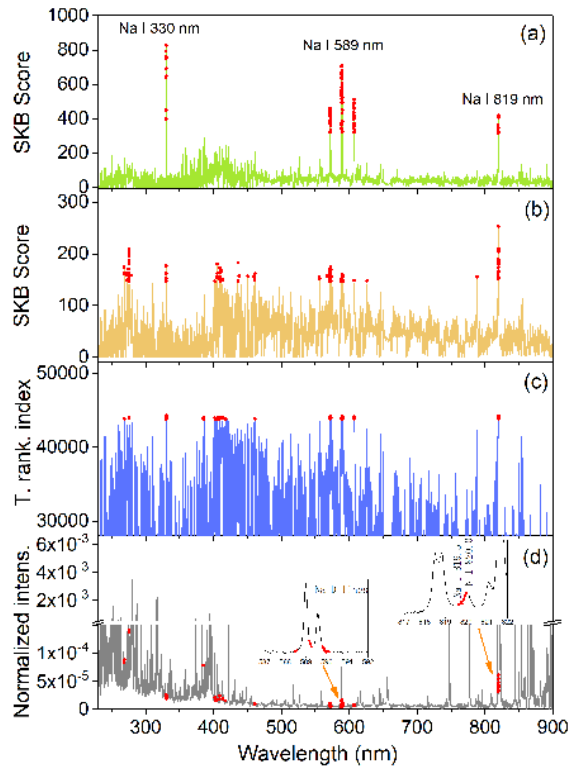 1000
(a)
Na I 330 nm
Na I 589 nm
800
600
Na I 819 nm
400
200
0
SKB Score
300
(b)
200
100
0
SKB Score
50000
(c)
40000
30000
T. rank. index
6x10⁻³
(d)
4x10⁻³
2x10⁻³
1x10⁻⁴
5x10⁻⁵
0
Normalized intens.
Na D lines
300 400 500 600 700 800 900
Wavelength (nm)